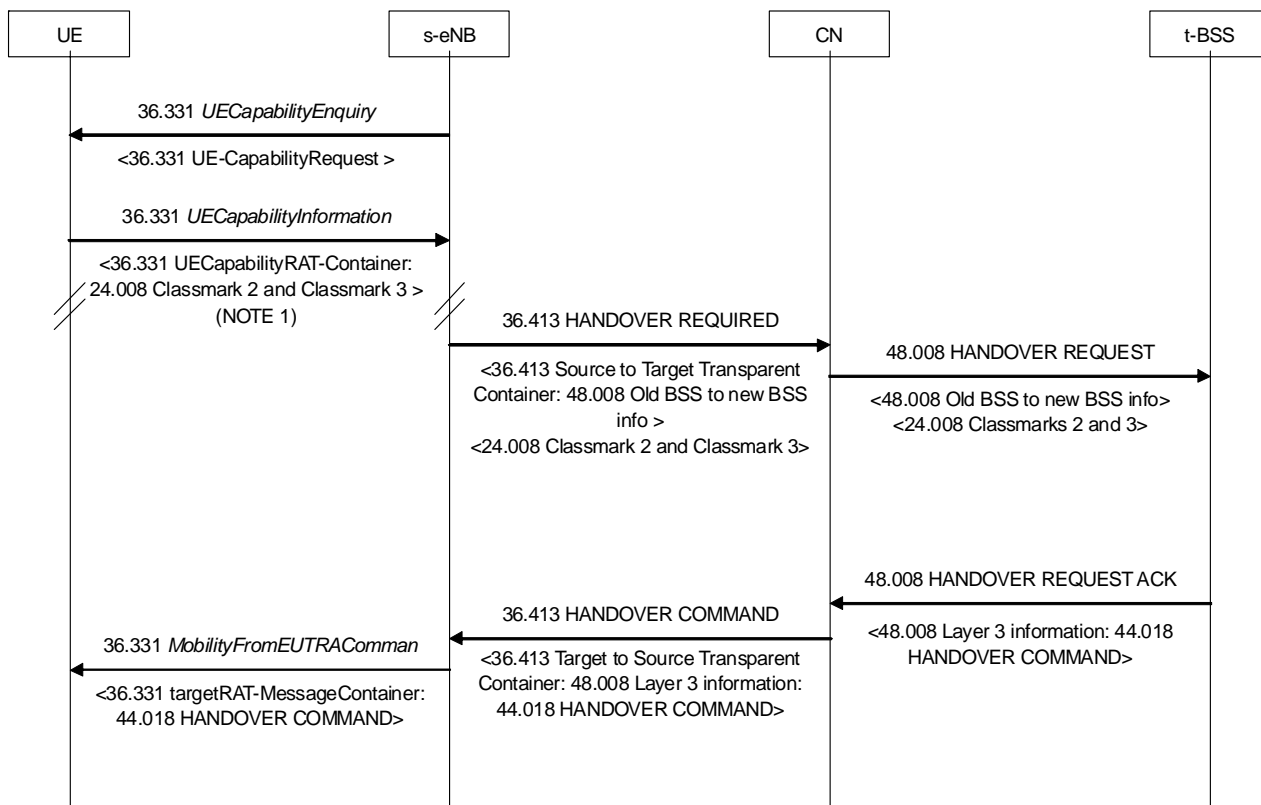 UE
s-eNB
CN
t-BSS
36.331 UECapabilityEnquiry
<36.331 UE-CapabilityRequest >
36.331 UECapabilityInformation
<36.331 UECapabilityRAT-Container:
24.008 Classmark 2 and Classmark 3 >
(NOTE 1)
36.413 HANDOVER REQUIRED
<36.413 Source to Target Transparent
Container: 48.008 Old BSS to new BSS
info >
<24.008 Classmark 2 and Classmark 3>
48.008 HANDOVER REQUEST
<48.008 Old BSS to new BSS info>
<24.008 Classmarks 2 and 3>
48.008 HANDOVER REQUEST ACK
<48.008 Layer 3 information: 44.018
HANDOVER COMMAND>
36.413 HANDOVER COMMAND
<36.413 Target to Source Transparent
Container: 48.008 Layer 3 information:
44.018 HANDOVER COMMAND>
36.331 MobilityFromEUTRAComman
<36.331 targetRAT-MessageContainer:
44.018 HANDOVER COMMAND>